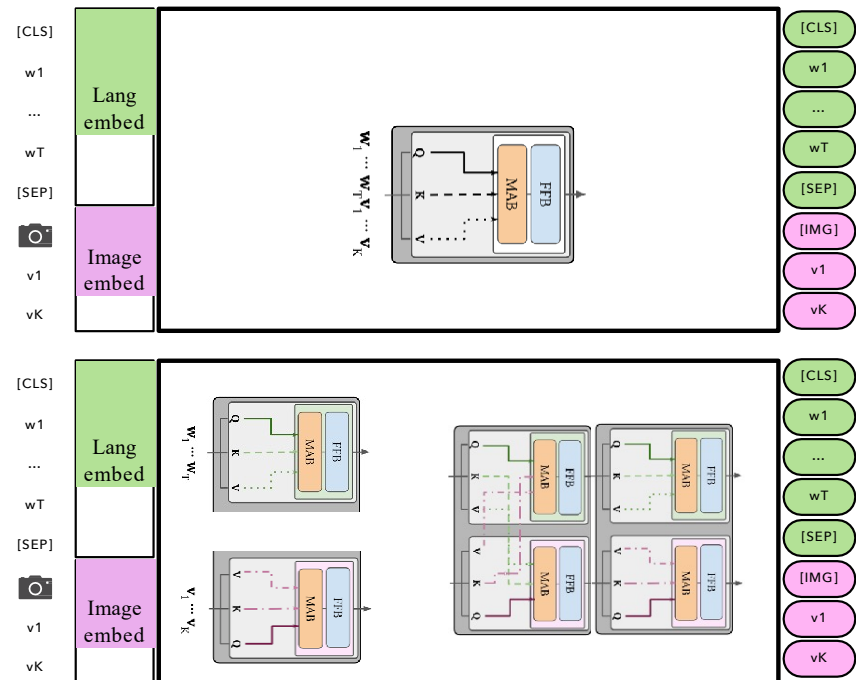 [CLS]
w1
...
wT
[SEP]
v1
vK
Lang
embed
Image
embed
w1 ... wT v1 ... vK
Q
K
V
MAB
FFB
[CLS]
w1
...
wT
[SEP]
[IMG]
v1
vK
[CLS]
w1
...
wT
[SEP]
v1
vK
Lang
embed
Image
embed
w1 ... wT
Q
K
V
MAB
FFB
v1 ... vK
V
K
Q
MAB
FFB
Q
K
V
MAB
FFB
V
K
Q
MAB
FFB
Q
K
V
MAB
FFB
V
K
Q
MAB
FFB
[CLS]
w1
...
wT
[SEP]
[IMG]
v1
vK